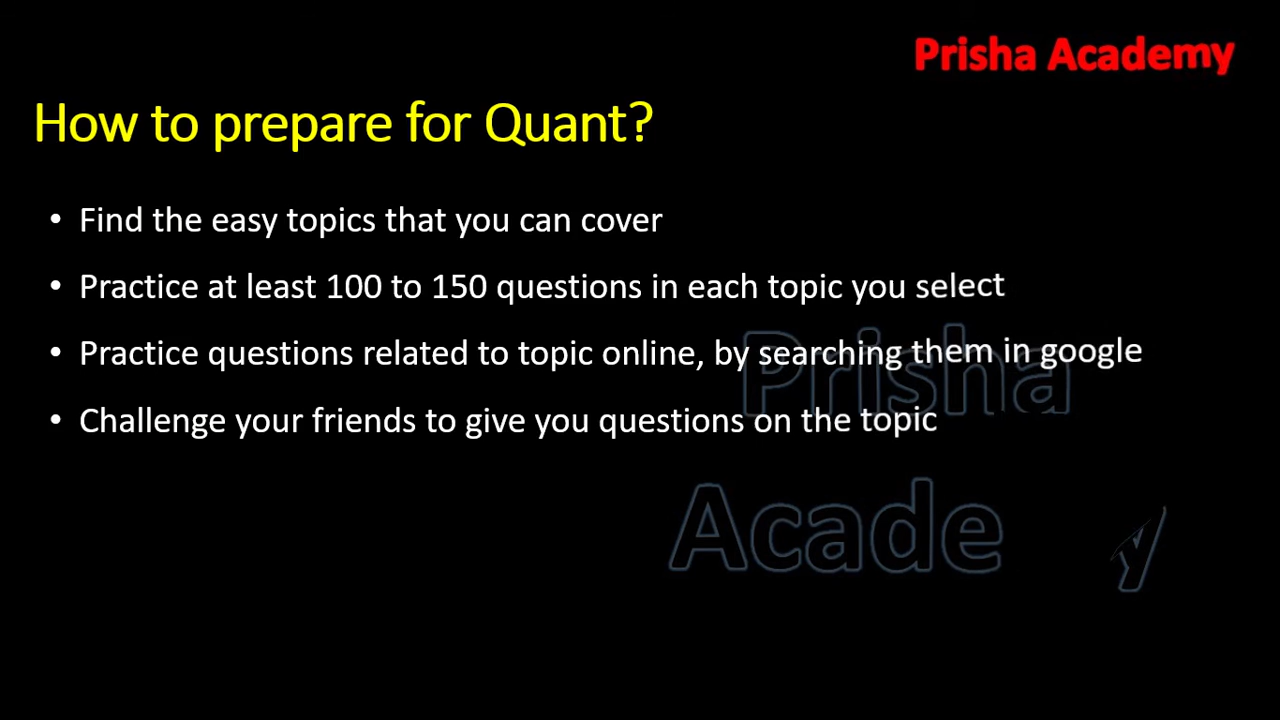 Prisha Academy
How to prepare for Quant?
• Find the easy topics that you can cover
• Practice at least 100 to 150 questions in each topic you select
• Practice questions related to topic online, by searching them in google
• Challenge your friends to give you questions on the topic
Prisha
Acade y